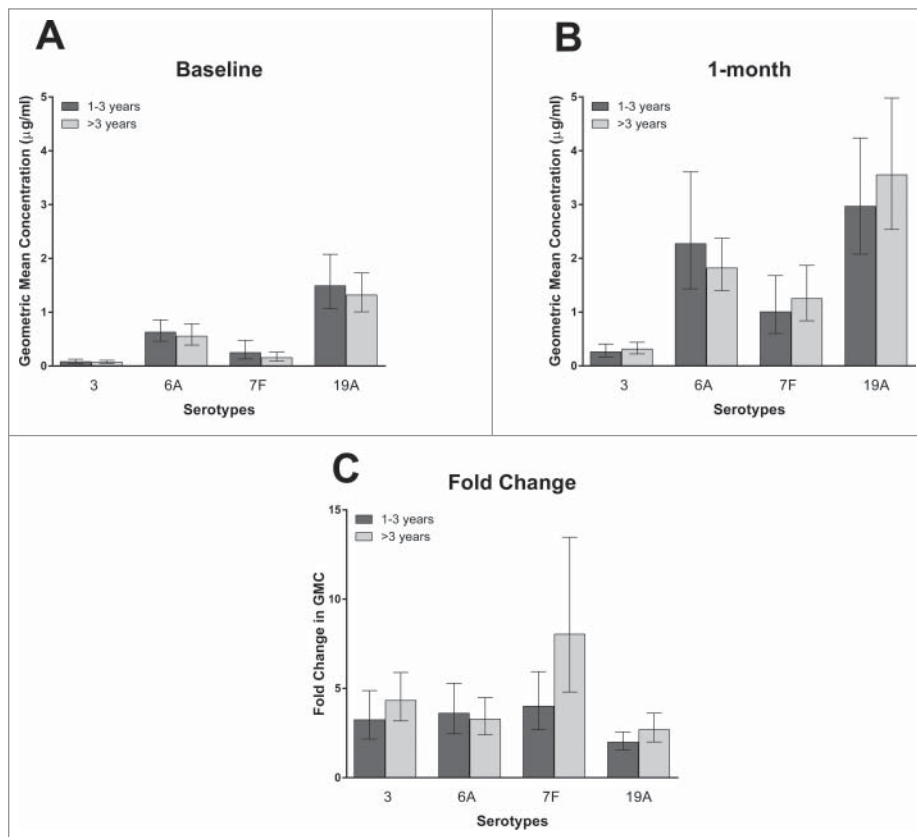 A
Baseline
Geometric Mean Concentration (μg/ml)
5
4
3
2
1
0
1-3 years
>3 years
3 6A 7F 19A
Serotypes
B
1-month
Geometric Mean Concentration (μg/ml)
5
4
3
2
1
0
1-3 years
>3 years
3 6A 7F 19A
Serotypes
C
Fold Change
Fold Change in GMC
15
10
5
0
1-3 years
>3 years
3 6A 7F 19A
Serotypes